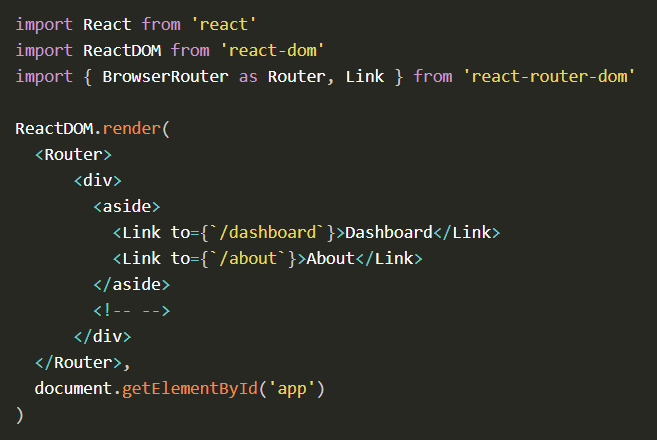 import React from 'react'
import ReactDOM from 'react-dom'
import { BrowserRouter as Router, Link } from 'react-router-dom'

ReactDOM.render(
  <Router>
      <div>
        <aside>
          <Link to={`/dashboard`}>Dashboard</Link>
          <Link to={`/about`}>About</Link>
        </aside>
        <!-- -->
      </div>
  </Router>,
  document.getElementById('app')
)